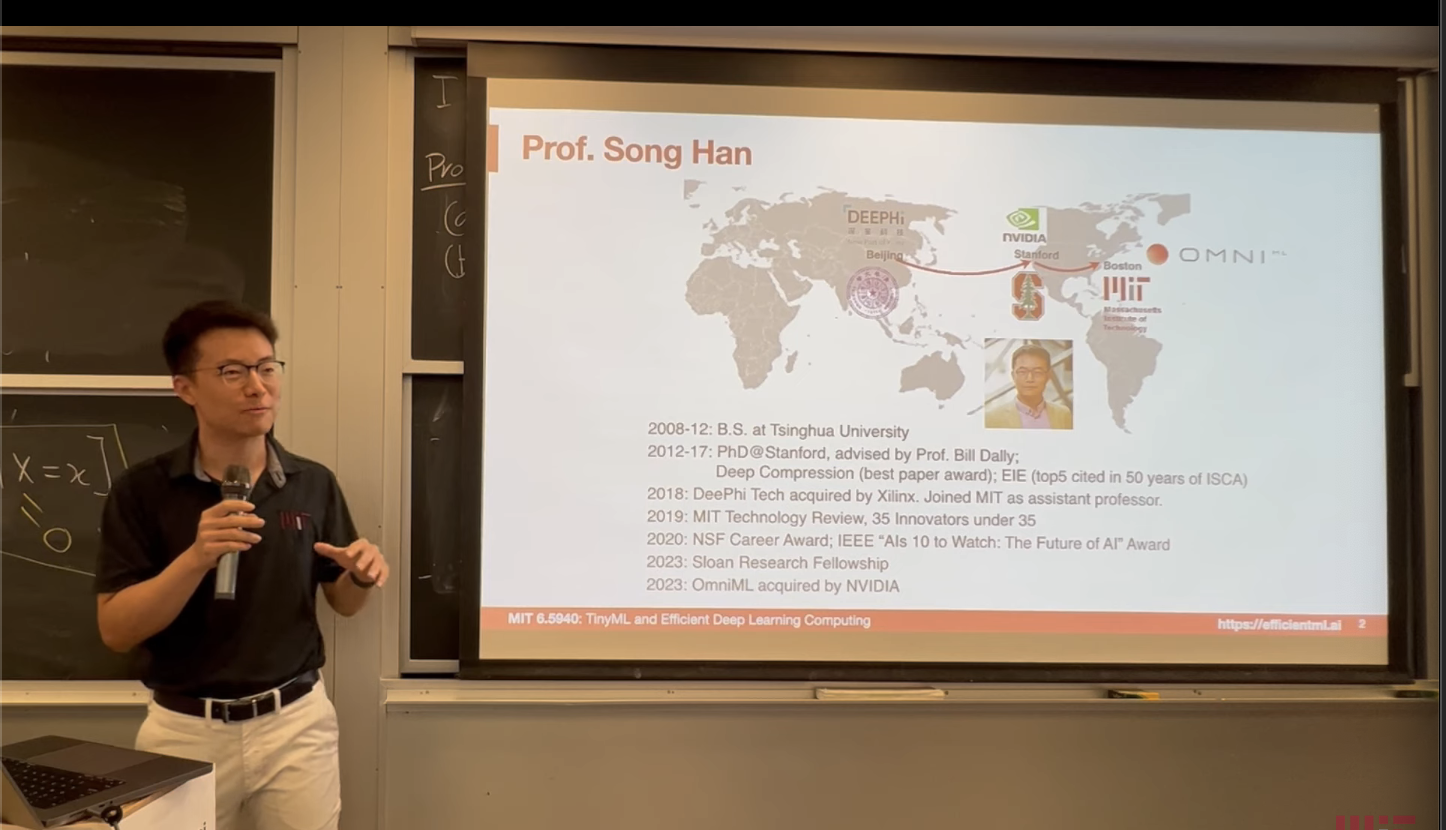 I
Pro
(a
X = x]
0
Prof. Song Han
DEEPHi
Beijing
NVIDIA
Stanford
S
Boston
MIT
Massachusetts
Institute of
Technology
OMNI ML
2008-12: B.S. at Tsinghua University
2012-17: PhD@Stanford, advised by Prof. Bill Dally;
Deep Compression (best paper award); EIE (top5 cited in 50 years of ISCA)
2018: DeePhi Tech acquired by Xilinx. Joined MIT as assistant professor.
2019: MIT Technology Review, 35 Innovators under 35
2020: NSF Career Award; IEEE “AIs 10 to Watch: The Future of AI” Award
2023: Sloan Research Fellowship
2023: OmniML acquired by NVIDIA
MIT 6.5940: TinyML and Efficient Deep Learning Computing
https://efficientml.ai 2
MIT